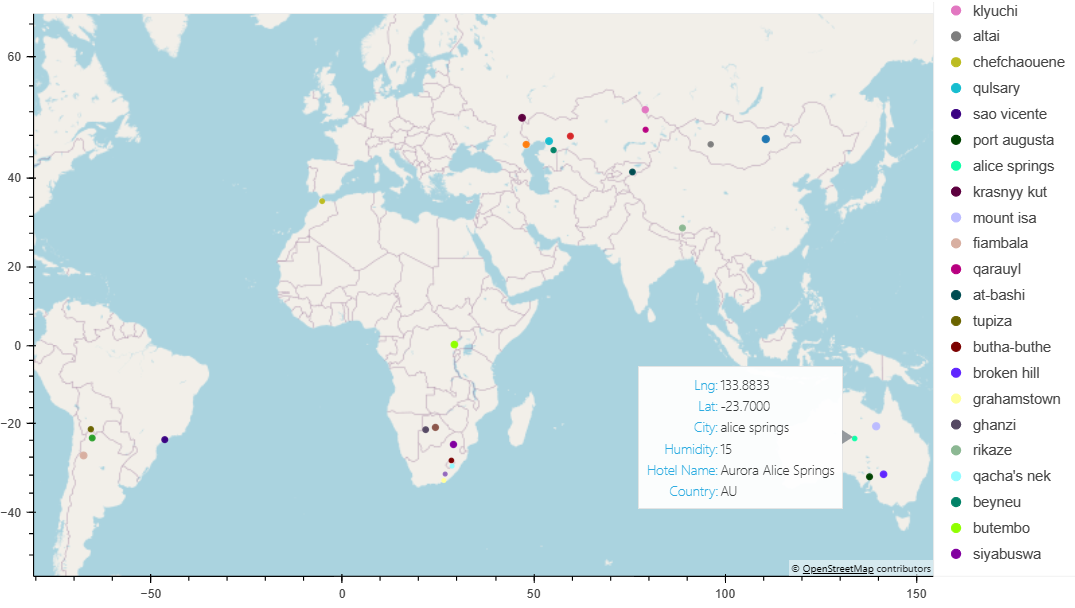 60
40
20
0
−20
−40
−50
0
50
100
150
Lng: 133.8833
Lat: -23.7000
City: alice springs
Humidity: 15
Hotel Name: Aurora Alice Springs
Country: AU
© OpenStreetMap contributors
klyuchi
altai
chefchaouene
qulsary
sao vicente
port augusta
alice springs
krasnyy kut
mount isa
fiambala
qarauyl
at-bashi
tupiza
butha-buthe
broken hill
grahamstown
ghanzi
rikaze
qacha's nek
beyneu
butembo
siyabuswa